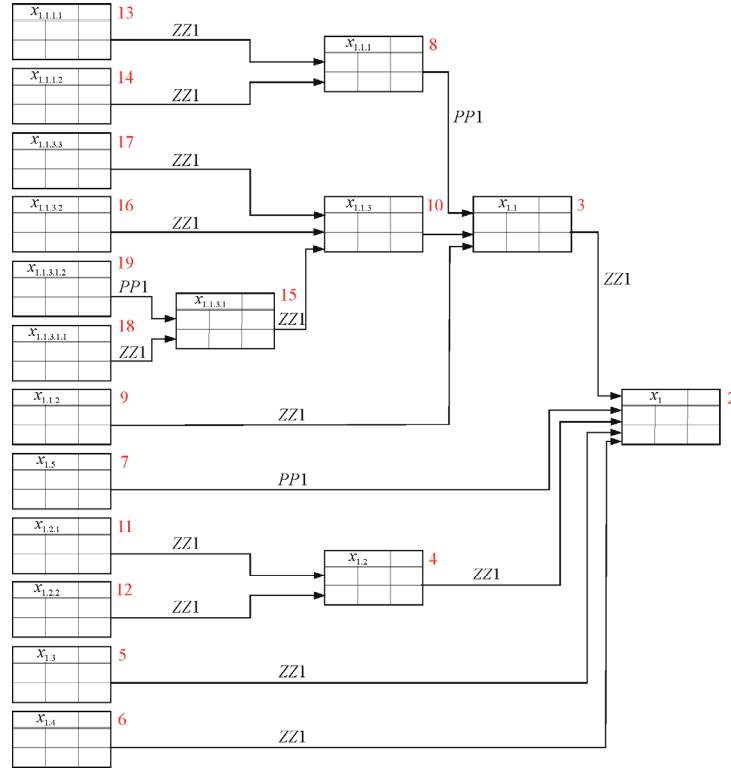 x1.1.1.1 13
ZZ1
x1.1.1 8
x1.1.1.2 14
ZZ1
PP1
x1.1.3.3 17
ZZ1
x1.1.3.2 16
ZZ1
x1.1.3 10
x1.1 3
x1.1.3.1.2 19
PP1
x1.1.3.1 15
ZZ1
ZZ1
x1.1.3.1.1 18
ZZ1
x1.1.2 9
ZZ1
x1 2
x1.5 7
PP1
x1.2.1 11
ZZ1
x1.2 4
ZZ1
x1.2.2 12
ZZ1
x1.3 5
ZZ1
x1.4 6
ZZ1